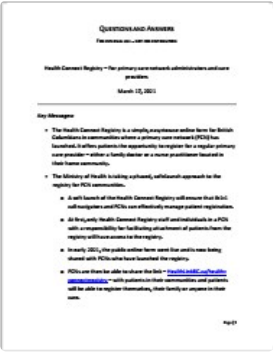 QUESTIONS AND ANSWERS
Health Connect Registry – For primary care network administrators and care
providers
March 17, 2021
Key Messages:
• The Health Connect Registry is a simple, easy-to-use online form for British
Columbians in communities where a primary care network (PCN) has
launched. It offers patients the opportunity to register for a regular primary
care provider – either a family doctor or a nurse practitioner located in
their home community.
• The Ministry of Health is taking a phased, soft-launch approach to the
registry for PCN communities.
o A soft launch of the Health Connect Registry will ensure that 8-1-1
call navigators and PCNs can effectively manage patient registration.
o At first, only Health Connect Registry staff and individuals in a PCN
with a responsibility for facilitating attachment of patients from the
registry will have access to the registry.
o In early 2021, the public online form went live and is now being
shared with PCNs who have launched the registry.
o PCNs are then be able to share the link – HealthLinkBC.ca/health-
connectregistry – with patients in their communities and patients
will be able to register themselves, their family or anyone in their
care.